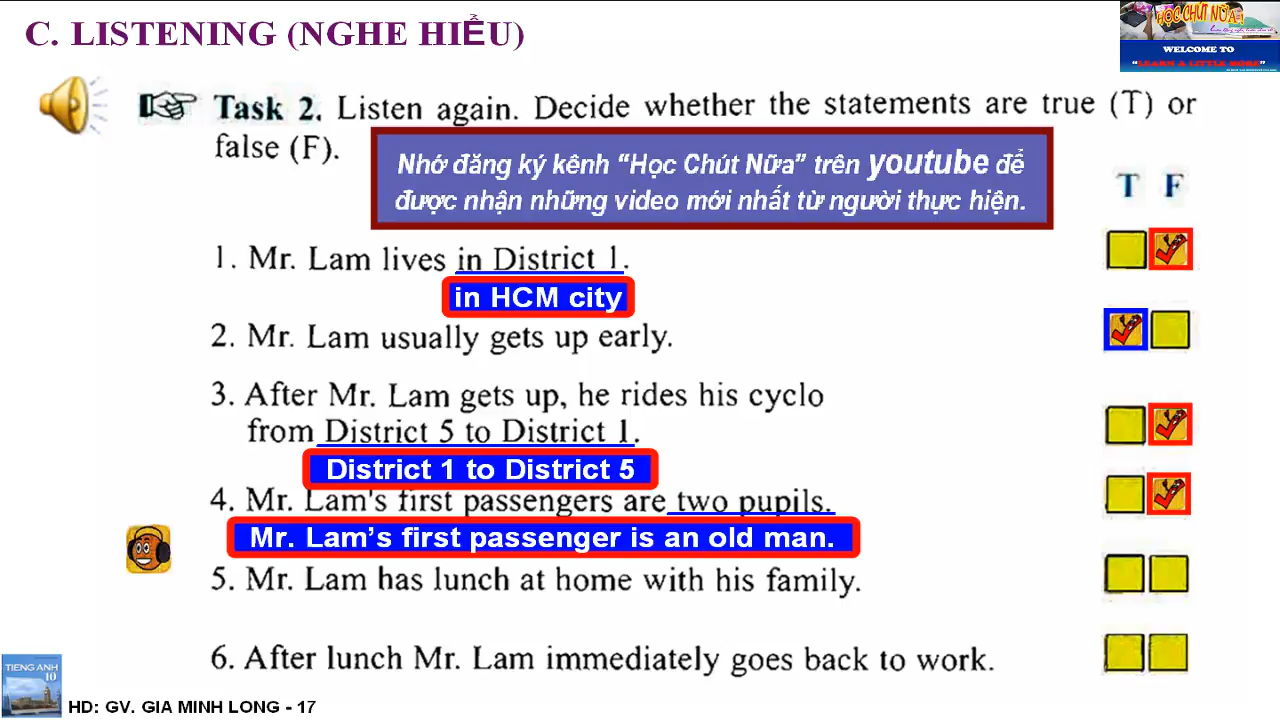 C. LISTENING (NGHE HIỂU)
HỌC CHÚT NỮA!
WELCOME TO
“LEARN A LITTLE MORE”
Task 2. Listen again. Decide whether the statements are true (T) or
false (F).
Nhớ đăng ký kênh “Học Chút Nữa” trên youtube để
được nhận những video mới nhất từ người thực hiện.
T F
1. Mr. Lam lives in District 1.
in HCM city
2. Mr. Lam usually gets up early.
3. After Mr. Lam gets up, he rides his cyclo
from District 5 to District 1.
District 1 to District 5
4. Mr. Lam's first passengers are two pupils.
Mr. Lam’s first passenger is an old man.
5. Mr. Lam has lunch at home with his family.
6. After lunch Mr. Lam immediately goes back to work.
TIENG ANH
10
HD: GV. GIA MINH LONG - 17